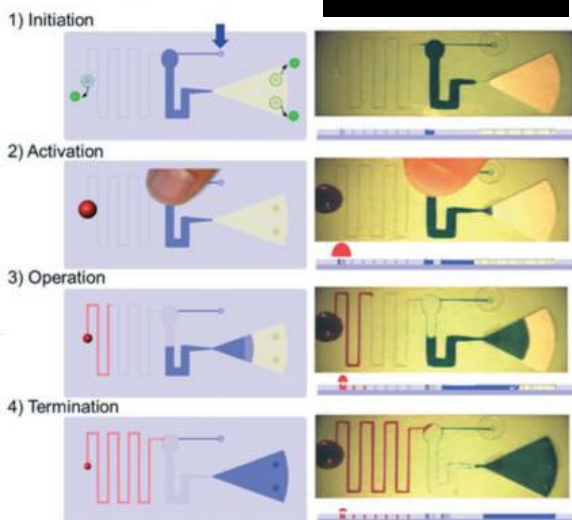 1) Initiation
2) Activation
3) Operation
4) Termination